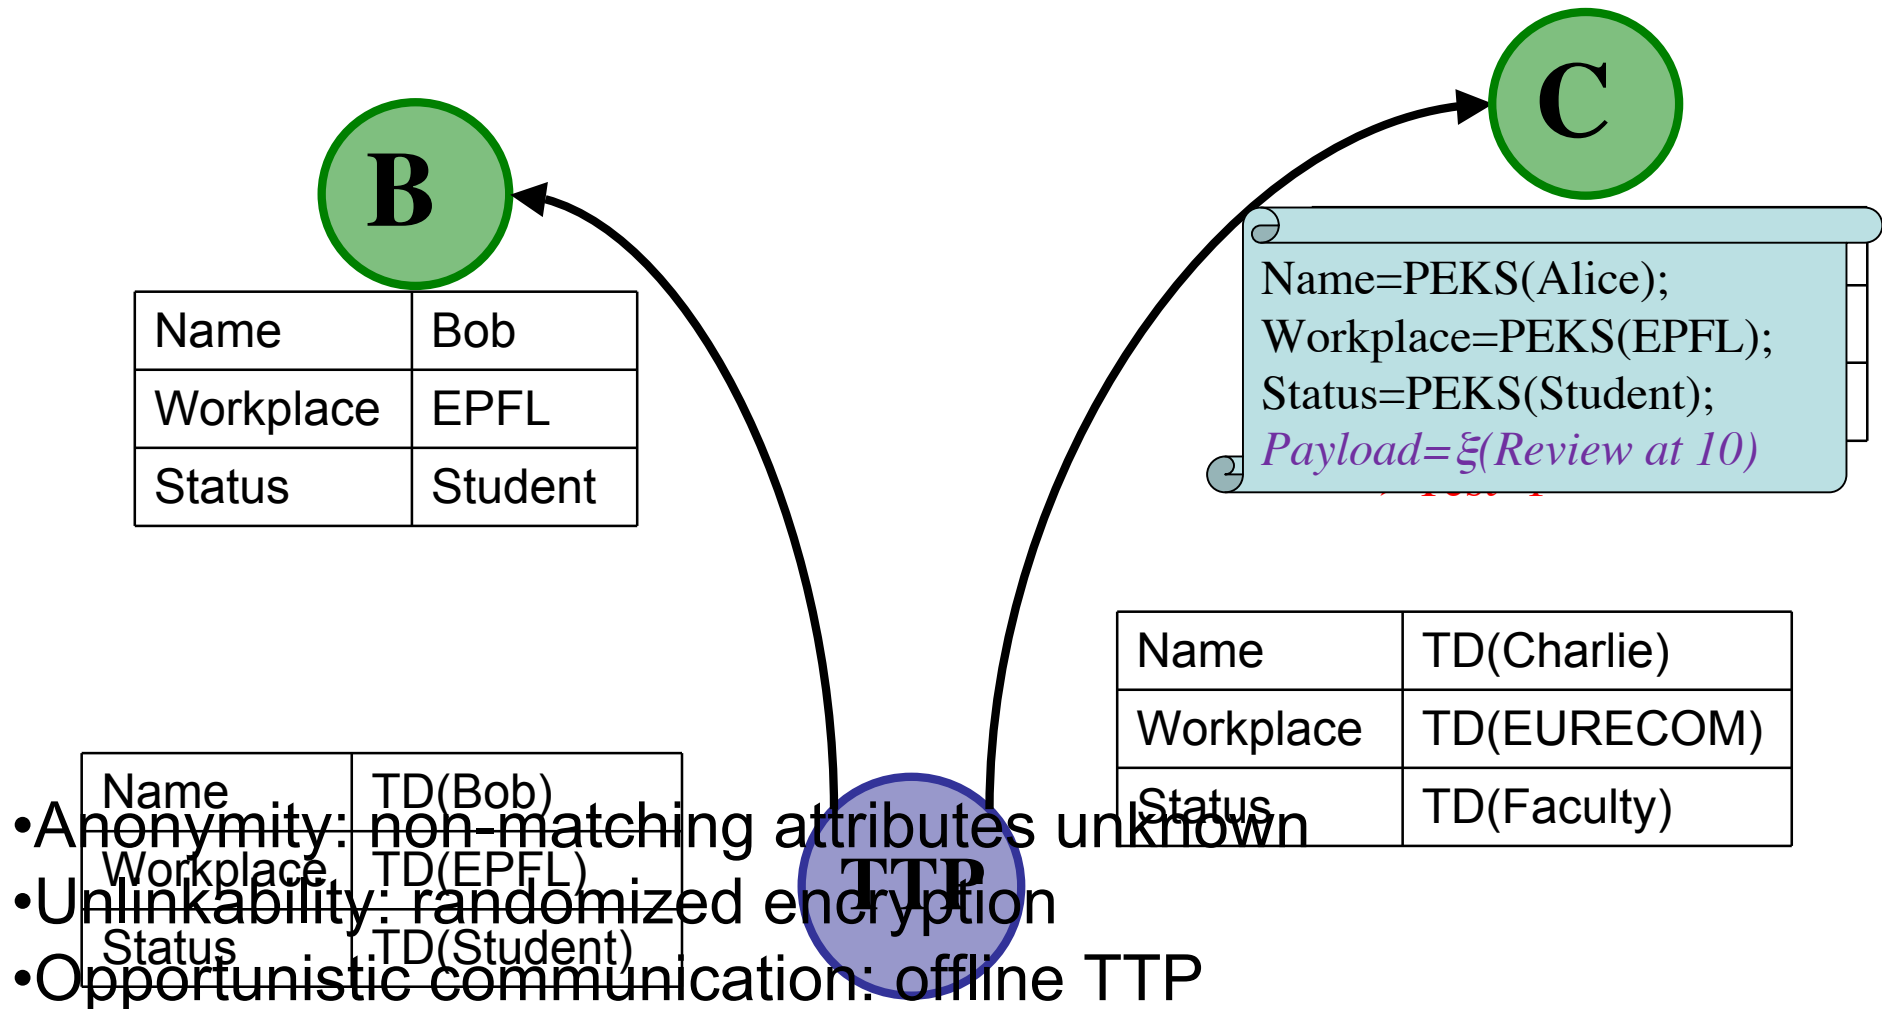 B
C
Name Bob
Workplace EPFL
Status Student
Name=PEKS(Alice);
Workplace=PEKS(EPFL);
Status=PEKS(Student);
Payload=ξ(Review at 10)
Name TD(Charlie)
Workplace TD(EURECOM)
Status TD(Faculty)
Name TD(Bob)
Workplace TD(EPFL)
Status TD(Student)
TTP
•Anonymity: non-matching attributes unknown
•Unlinkability: randomized encryption
•Opportunistic communication: offline TTP